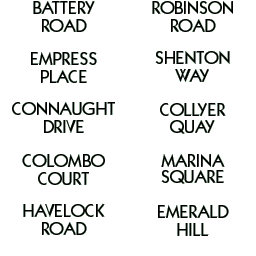 BATTERY
ROAD
EMPRESS
PLACE
CONNAUGHT
DRIVE
COLOMBO
COURT
HAVELOCK
ROAD
ROBINSON
ROAD
SHENTON
WAY
COLLYER
QUAY
MARINA
SQUARE
EMERALD
HILL